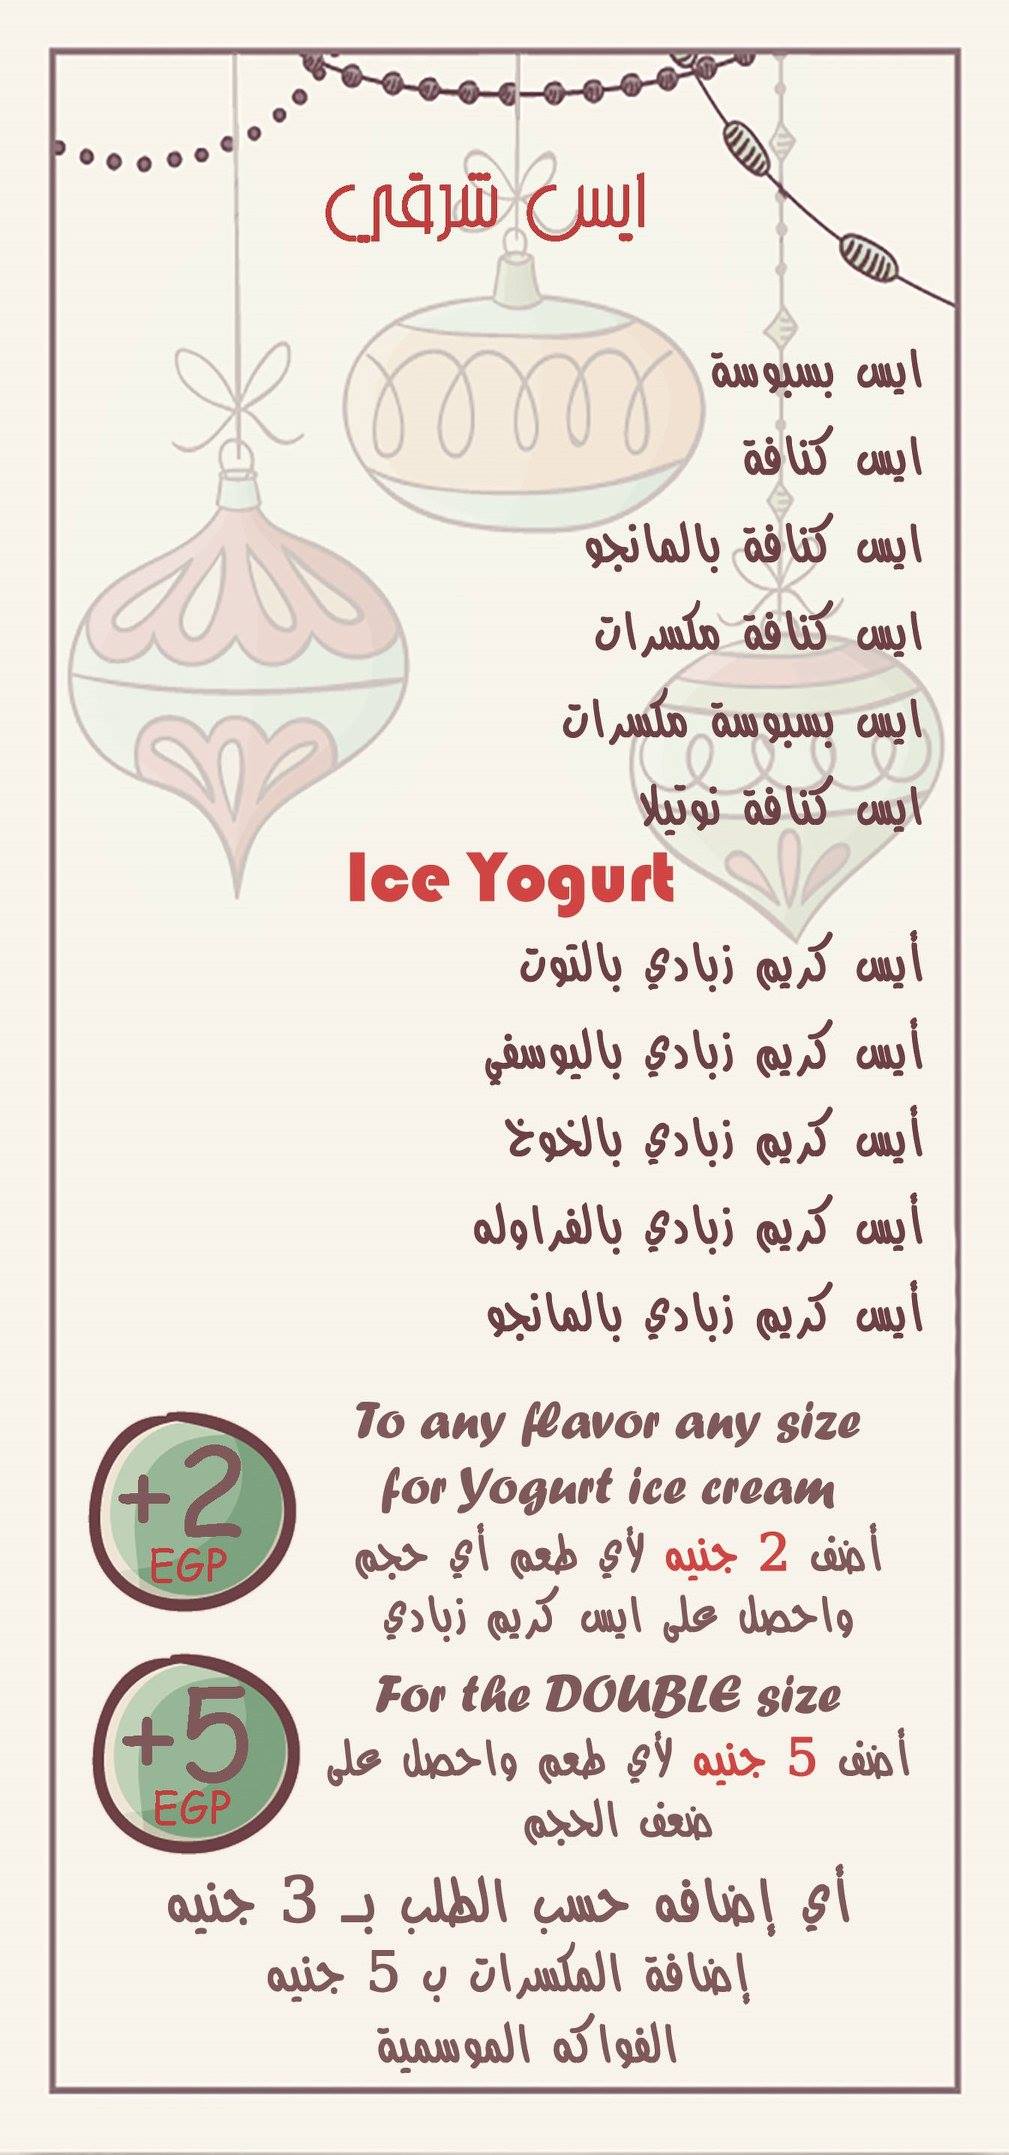 ايس شرقي
ايس بسبوسة
ايس كنافة
ايس كنافة بالمانجو
ايس كنافة مكسرات
ايس بسبوسة مكسرات
ايس كنافة نوتيلا
Ice Yogurt
أيس كريم زبادي بالتوت
أيس كريم زبادي باليوسفي
أيس كريم زبادي بالخوخ
أيس كريم زبادي بالفراوله
أيس كريم زبادي بالمانجو
+2
EGP
To any flavor any size
for Yogurt ice cream
أضف 2 جنيه لأي طعم أي حجم
واحصل على ايس كريم زبادي
+5
EGP
For the DOUBLE size
أضف 5 جنيه لأي طعم واحصل على
ضعف الحجم
أي إضافه حسب الطلب بـ 3 جنيه
إضافة المكسرات ب 5 جنيه
الفواكه الموسمية